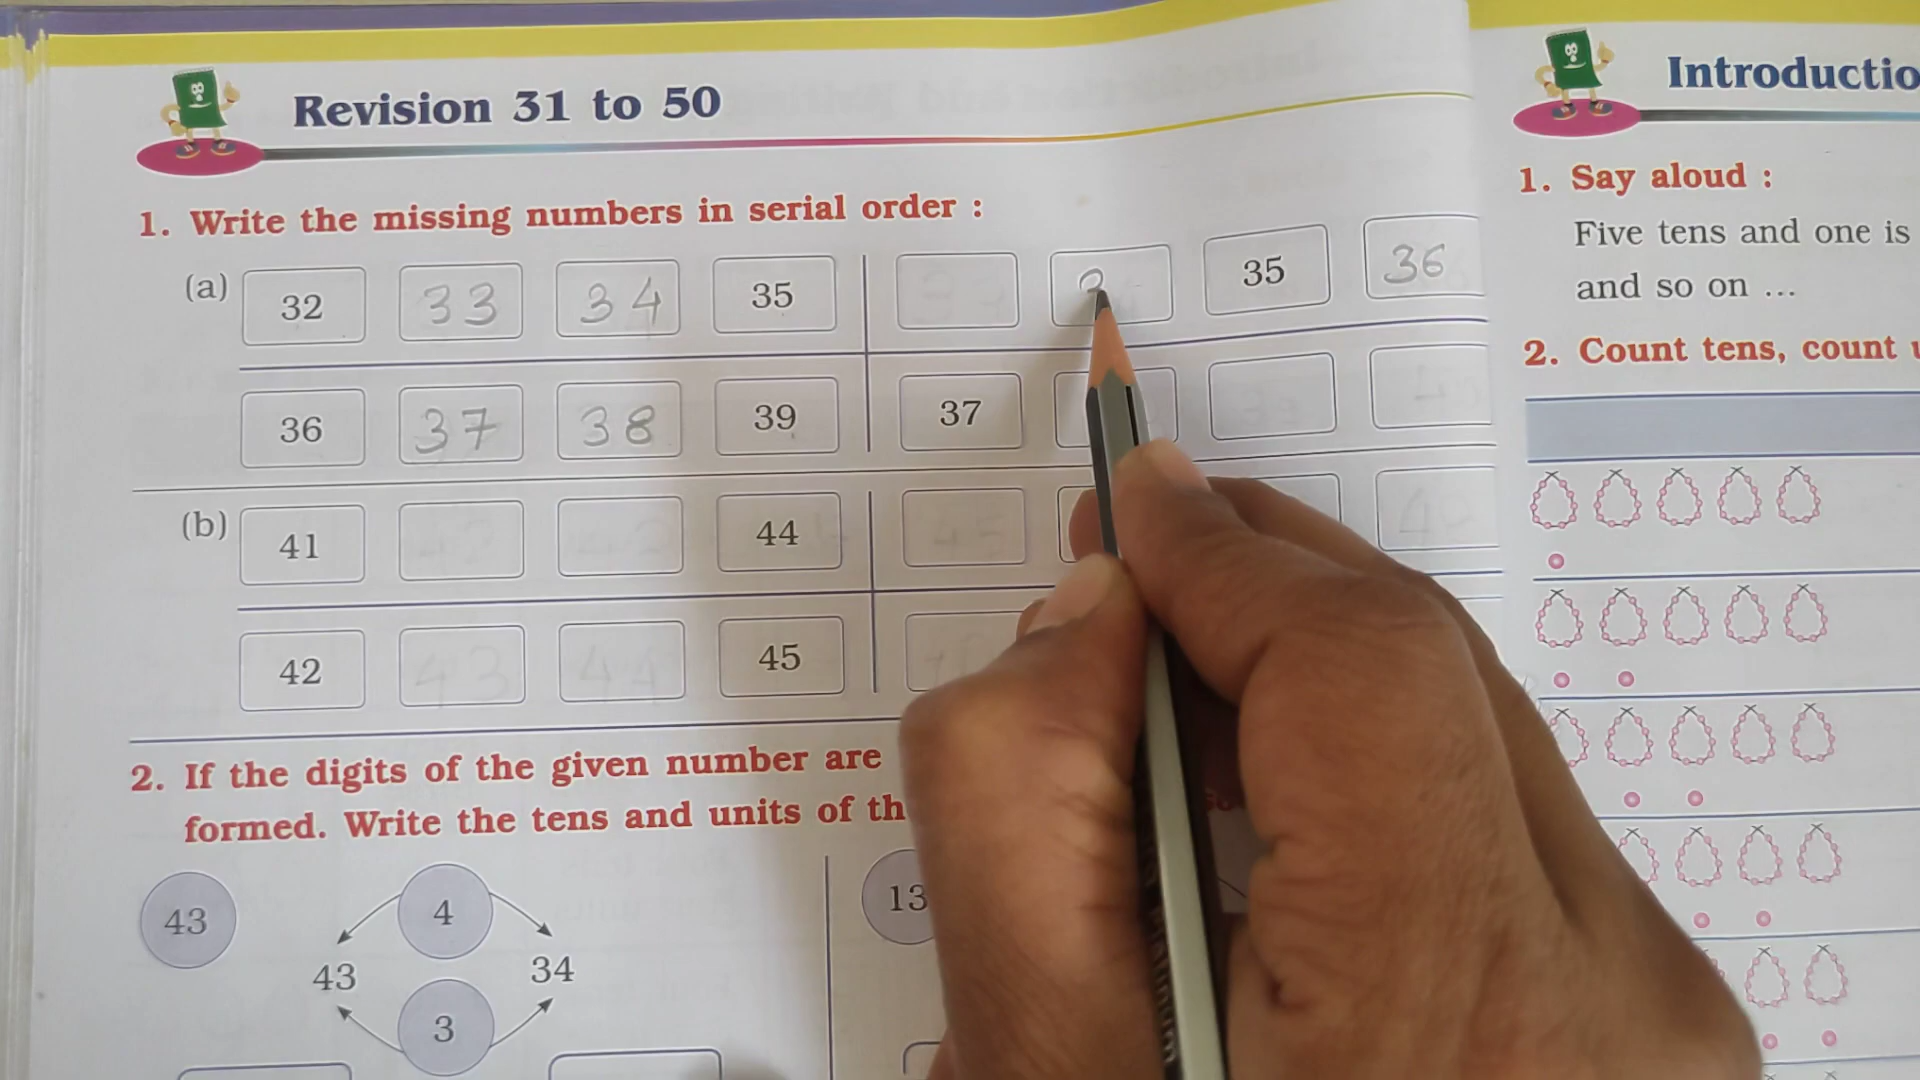 Revision 31 to 50
1. Write the missing numbers in serial order :
(a) 32 33 34 35 35 36
36 37 38 39 37
(b) 41 44
42 43 44 45
2. If the digits of the given number are
formed. Write the tens and units of th
43 4 13
43 34
3
Introductio
1. Say aloud :
Five tens and one is
and so on ...
2. Count tens, count